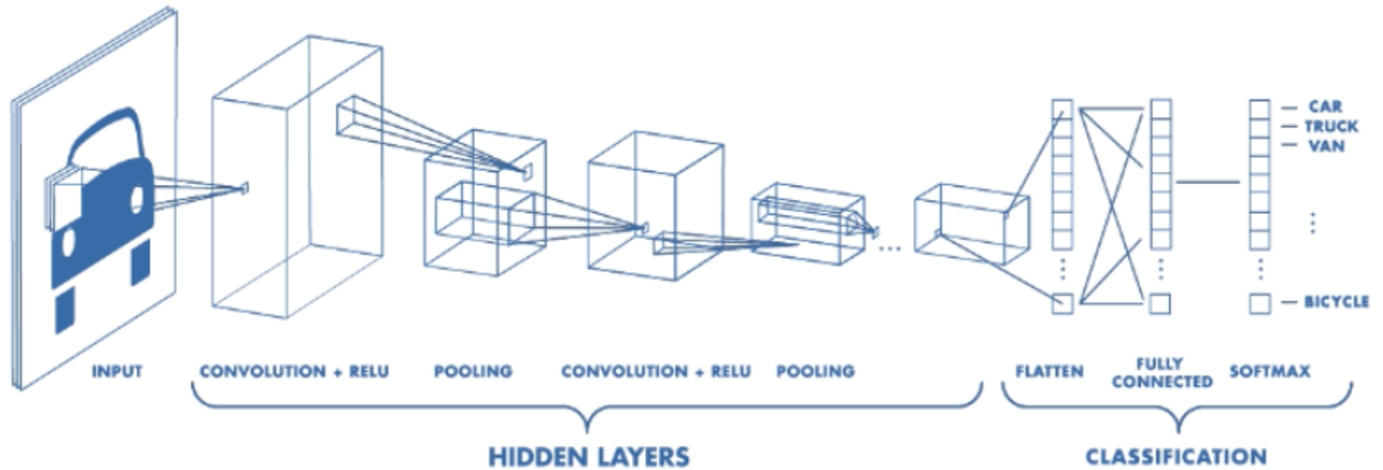 CAR
TRUCK
VAN
BICYCLE
INPUT
CONVOLUTION + RELU
POOLING
CONVOLUTION + RELU
POOLING
FLATTEN
FULLY
CONNECTED
SOFTMAX
HIDDEN LAYERS
CLASSIFICATION